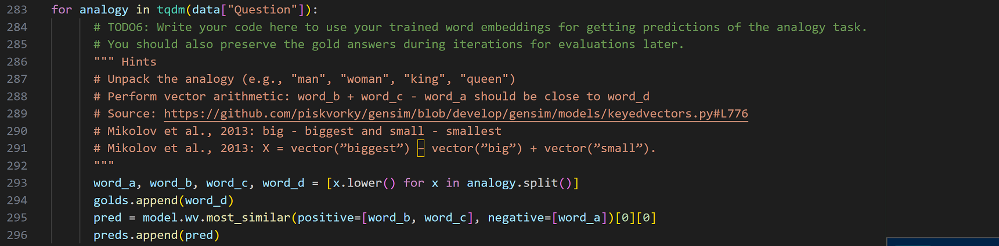 283 for analogy in tqdm(data["Question"]):
284 # TODO6: Write your code here to use your trained word embeddings for getting predictions of the analogy task.
285 # You should also preserve the gold answers during iterations for evaluations later.
286 """ Hints
287 # Unpack the analogy (e.g., "man", "woman", "king", "queen")
288 # Perform vector arithmetic: word_b + word_c - word_a should be close to word_d
289 # Source: https://github.com/piskvorky/gensim/blob/develop/gensim/models/keyedvectors.py#L776
290 # Mikolov et al., 2013: big - biggest and small - smallest
291 # Mikolov et al., 2013: X = vector(”biggest”) − vector(”big”) + vector(”small”).
292 """
293 word_a, word_b, word_c, word_d = [x.lower() for x in analogy.split()]
294 golds.append(word_d)
295 pred = model.wv.most_similar(positive=[word_b, word_c], negative=[word_a])[0][0]
296 preds.append(pred)